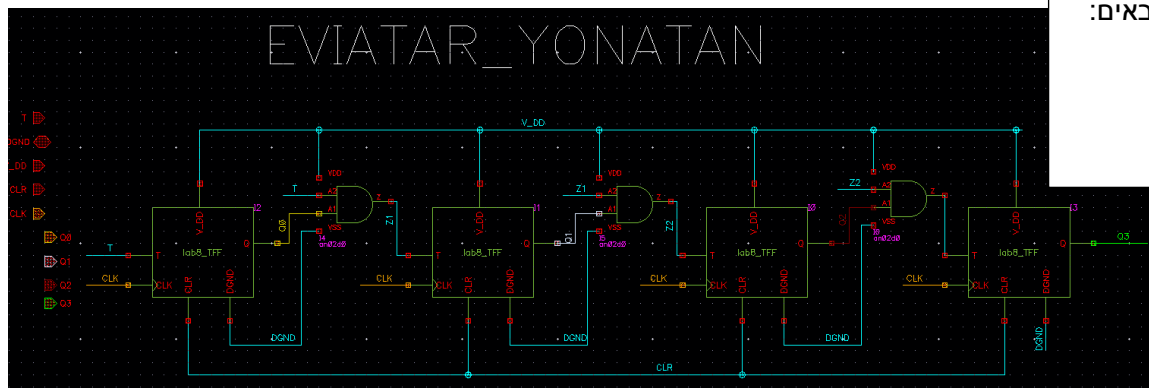 באים:
EVIATAR_YONATAN
V_DD
T
CLR
CLK
Q0
Q1
Q2
Q3
T
CLK
V_DD
lab8_TFF
T
CLK
CLR
DGND
Q
I2
Q0
T
VDD
A2
A1
VSS
Z
I4
an02d0
Z1
DGND
CLK
V_DD
lab8_TFF
T
CLK
CLR
DGND
Q
I1
Q1
Z1
VDD
A2
A1
VSS
Z
I5
an02d0
Z2
DGND
CLK
V_DD
lab8_TFF
T
CLK
CLR
DGND
Q
Q2
Z2
VDD
A2
A1
VSS
Z
an02d0
DGND
CLK
V_DD
lab8_TFF
T
CLK
CLR
DGND
Q
I3
Q3
DGND
CLR